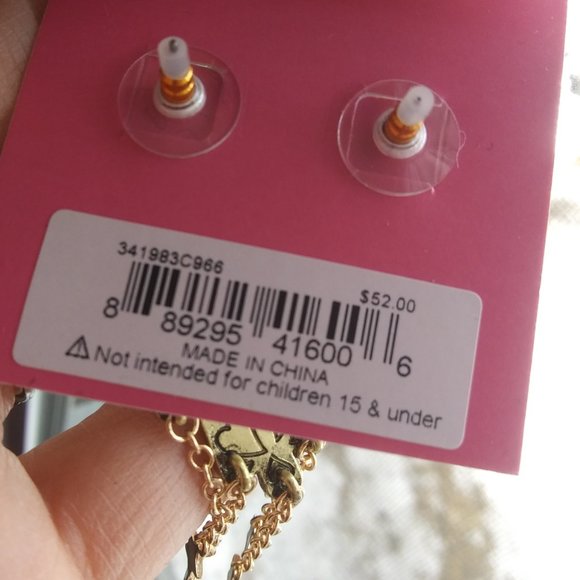 341983C966
$52.00
8 89295 41600 6
MADE IN CHINA
Not intended for children 15 & under